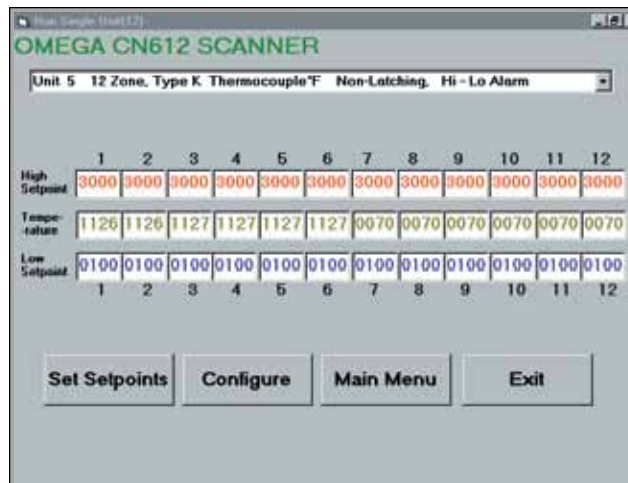 Run Single Unit(12)
OMEGA CN612 SCANNER
Unit 5 12 Zone, Type K Thermocouple°F Non-Latching, Hi - Lo Alarm
1 2 3 4 5 6 7 8 9 10 11 12
High
Setpoint
3000 3000 3000 3000 3000 3000 3000 3000 3000 3000 3000 3000
Tempe-
-rature
1126 1126 1127 1127 1127 1127 0070 0070 0070 0070 0070 0070
Low
Setpoint
0100 0100 0100 0100 0100 0100 0100 0100 0100 0100 0100 0100
1 2 3 4 5 6 7 8 9 10 11 12
Set Setpoints Configure Main Menu Exit